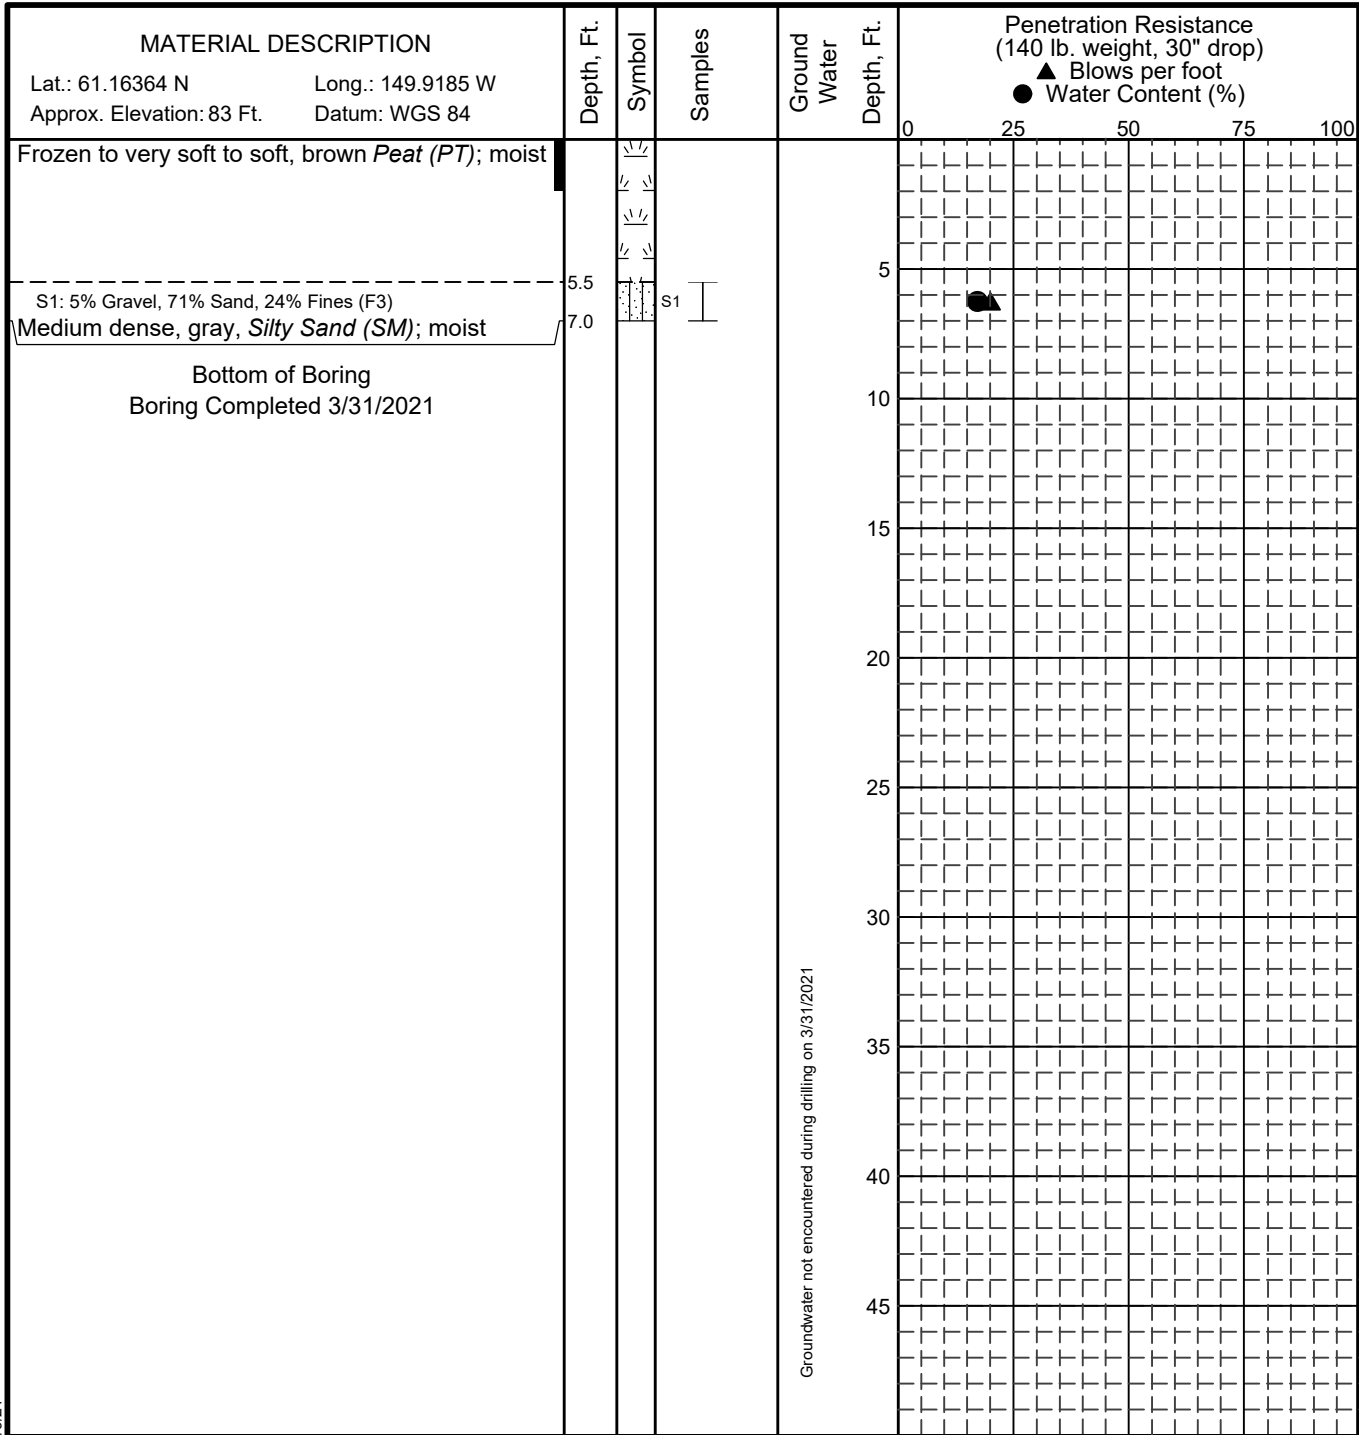 MATERIAL DESCRIPTION
Lat.: 61.16364 N Long.: 149.9185 W
Approx. Elevation: 83 Ft. Datum: WGS 84
Depth, Ft.
Symbol
Samples
Ground
Water
Depth, Ft.
Penetration Resistance
(140 lb. weight, 30" drop)
▲ Blows per foot
● Water Content (%)
0 25 50 75 100
Frozen to very soft to soft, brown Peat (PT); moist
5
5.5
S1: 5% Gravel, 71% Sand, 24% Fines (F3)
S1
Medium dense, gray, Silty Sand (SM); moist
7.0
Bottom of Boring
Boring Completed 3/31/2021
10
15
20
25
30
35
40
45
Groundwater not encountered during drilling on 3/31/2021